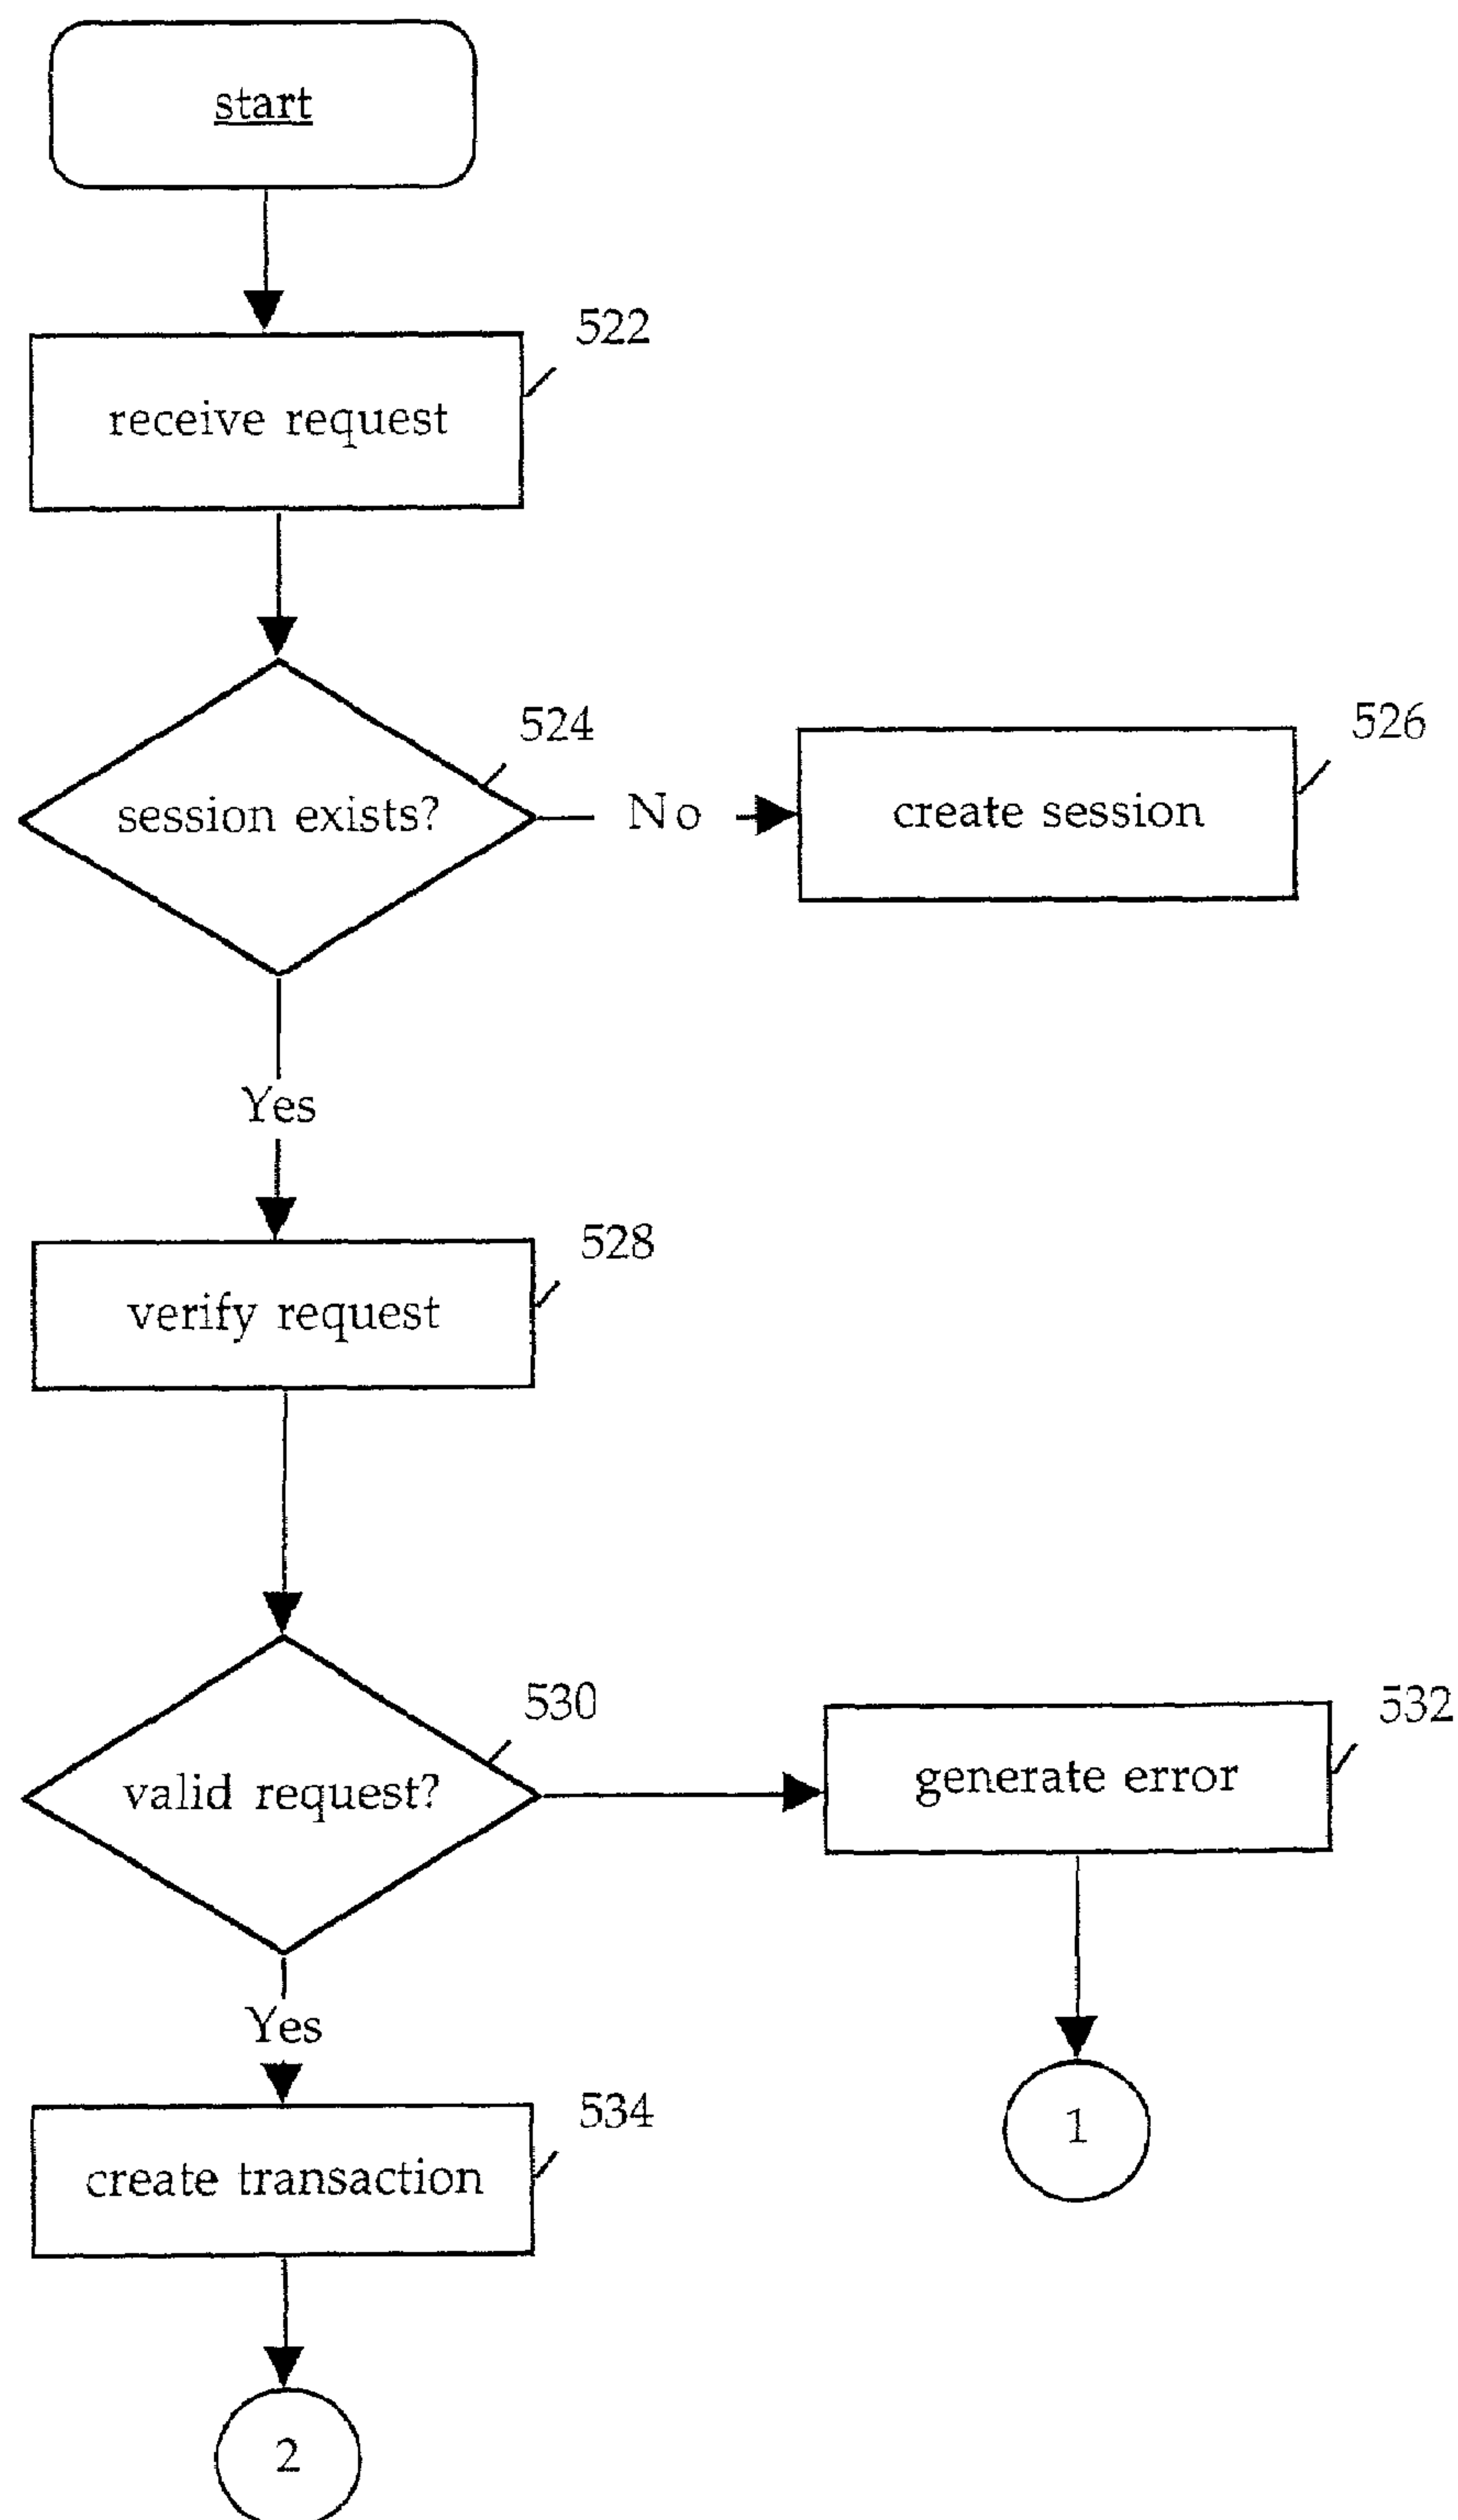 start
522
receive request
524
session exists?
No
526
create session
Yes
528
verify request
530
valid request?
532
generate error
Yes
1
534
create transaction
2